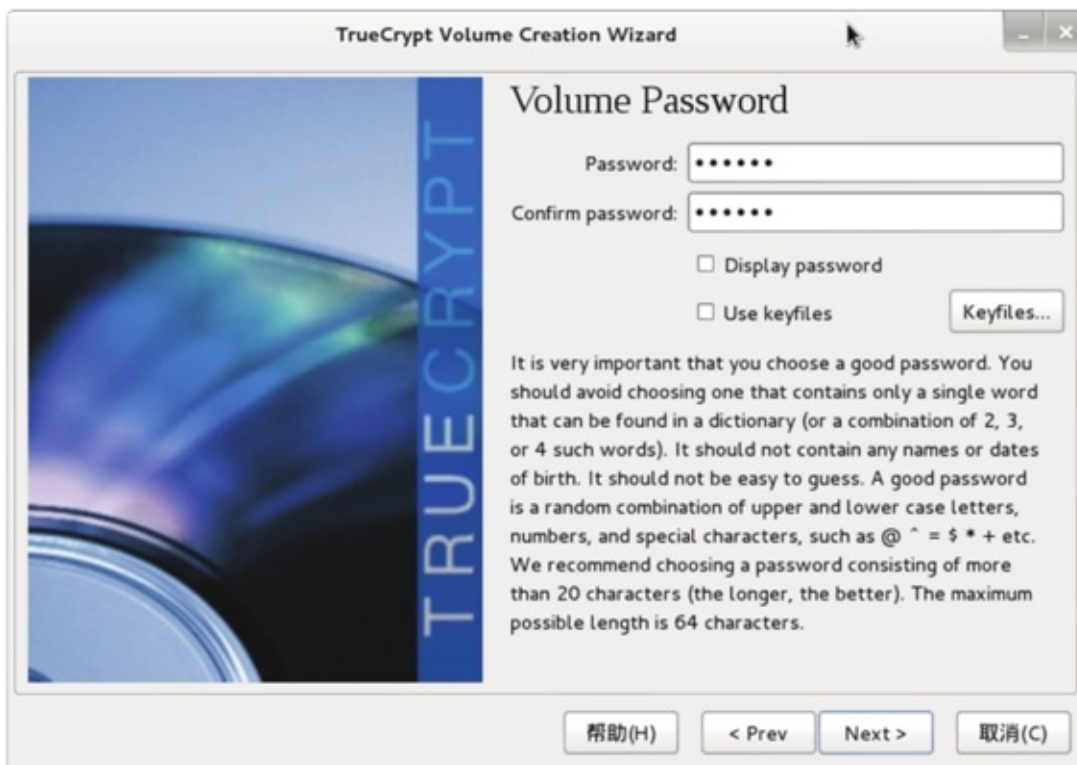 TrueCrypt Volume Creation Wizard
TRUECRYPT
Volume Password
Password: ••••••
Confirm password: ••••••
Display password
Use keyfiles
Keyfiles...
It is very important that you choose a good password. You
should avoid choosing one that contains only a single word
that can be found in a dictionary (or a combination of 2, 3,
or 4 such words). It should not contain any names or dates
of birth. It should not be easy to guess. A good password
is a random combination of upper and lower case letters,
numbers, and special characters, such as @ ^ = $ * + etc.
We recommend choosing a password consisting of more
than 20 characters (the longer, the better). The maximum
possible length is 64 characters.
帮助(H) < Prev Next > 取消(C)